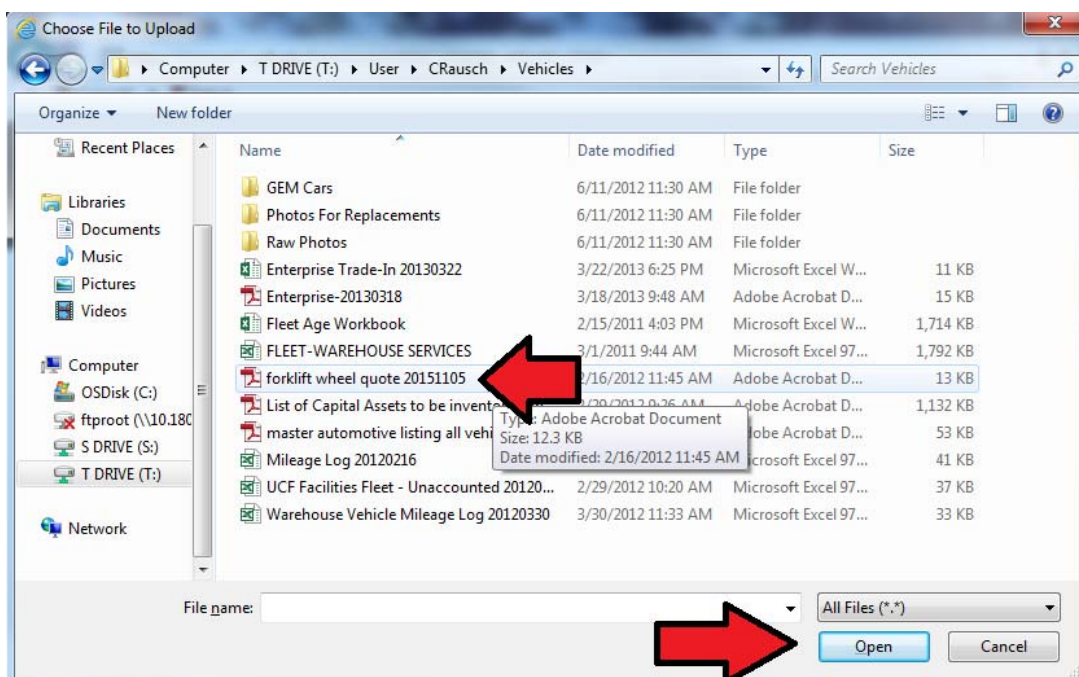 Choose File to Upload
Computer ▸ T DRIVE (T:) ▸ User ▸ CRausch ▸ Vehicles ▸ Search Vehicles
Organize New folder
Recent Places
Libraries
Documents
Music
Pictures
Videos
Computer
OSDisk (C:)
ftproot (\\10.180
S DRIVE (S:)
T DRIVE (T:)
Network
Name Date modified Type Size
GEM Cars 6/11/2012 11:30 AM File folder
Photos For Replacements 6/11/2012 11:30 AM File folder
Raw Photos 6/11/2012 11:30 AM File folder
Enterprise Trade-In 20130322 3/22/2013 6:25 PM Microsoft Excel W... 11 KB
Enterprise-20130318 3/18/2013 9:48 AM Adobe Acrobat D... 15 KB
Fleet Age Workbook 2/15/2011 4:03 PM Microsoft Excel W... 1,714 KB
FLEET-WAREHOUSE SERVICES 3/1/2011 9:44 AM Microsoft Excel 97... 1,792 KB
forklift wheel quote 20151105 2/16/2012 11:45 AM Adobe Acrobat D... 13 KB
List of Capital Assets to be Adobe Acrobat D... 1,132 KB
master automotive listing all Adobe Acrobat D... 53 KB
Mileage Log 20120216 Microsoft Excel 97... 41 KB
UCF Facilities Fleet - Unaccounted 20120... 2/29/2012 10:20 AM Microsoft Excel 97... 37 KB
Warehouse Vehicle Mileage Log 20120330 3/30/2012 11:33 AM Microsoft Excel 97... 33 KB
Type: Adobe Acrobat Document
Size: 12.3 KB
Date modified: 2/16/2012 11:45 AM
File name: All Files (*.*)
Open Cancel